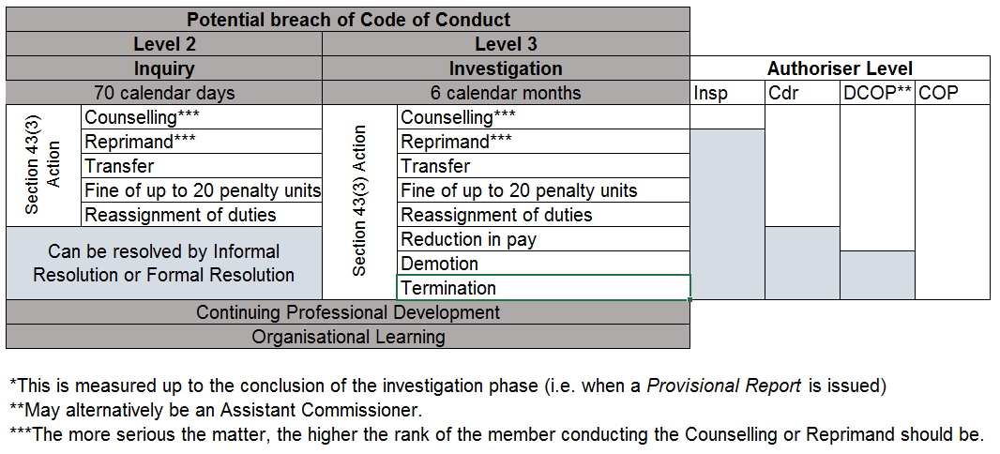 Potential breach of Code of Conduct
Level 2 Level 3
Inquiry Investigation Authoriser Level
70 calendar days 6 calendar months Insp Cdr DCOP** COP
Section 43(3)
Action
Counselling***
Reprimand***
Transfer
Fine of up to 20 penalty units
Reassignment of duties
Can be resolved by Informal
Resolution or Formal Resolution
Section 43(3) Action
Counselling***
Reprimand***
Transfer
Fine of up to 20 penalty units
Reassignment of duties
Reduction in pay
Demotion
Termination
Continuing Professional Development
Organisational Learning
*This is measured up to the conclusion of the investigation phase (i.e. when a Provisional Report is issued)
**May alternatively be an Assistant Commissioner.
***The more serious the matter, the higher the rank of the member conducting the Counselling or Reprimand should be.